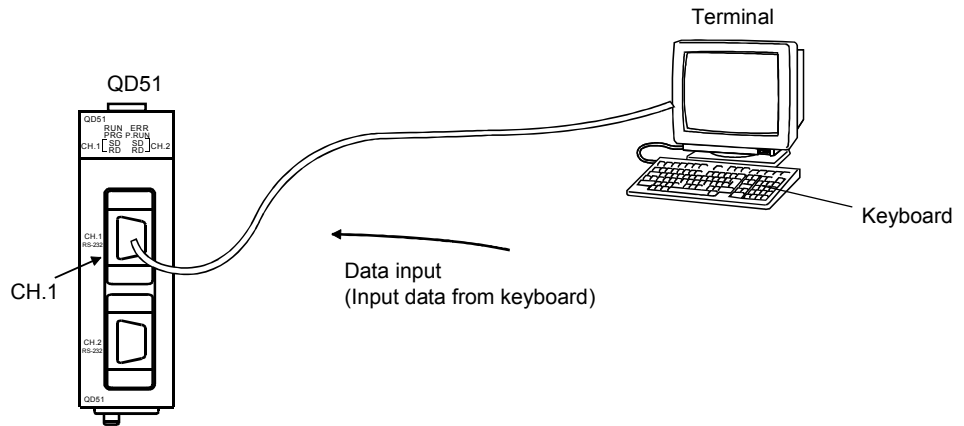 Terminal
QD51
QD51
RUN ERR
PRG P.RUN
CH.1 SD SD CH.2
RD RD
CH.1
RS-232
Keyboard
Data input
(Input data from keyboard)
CH.1
CH.2
RS-232
QD51